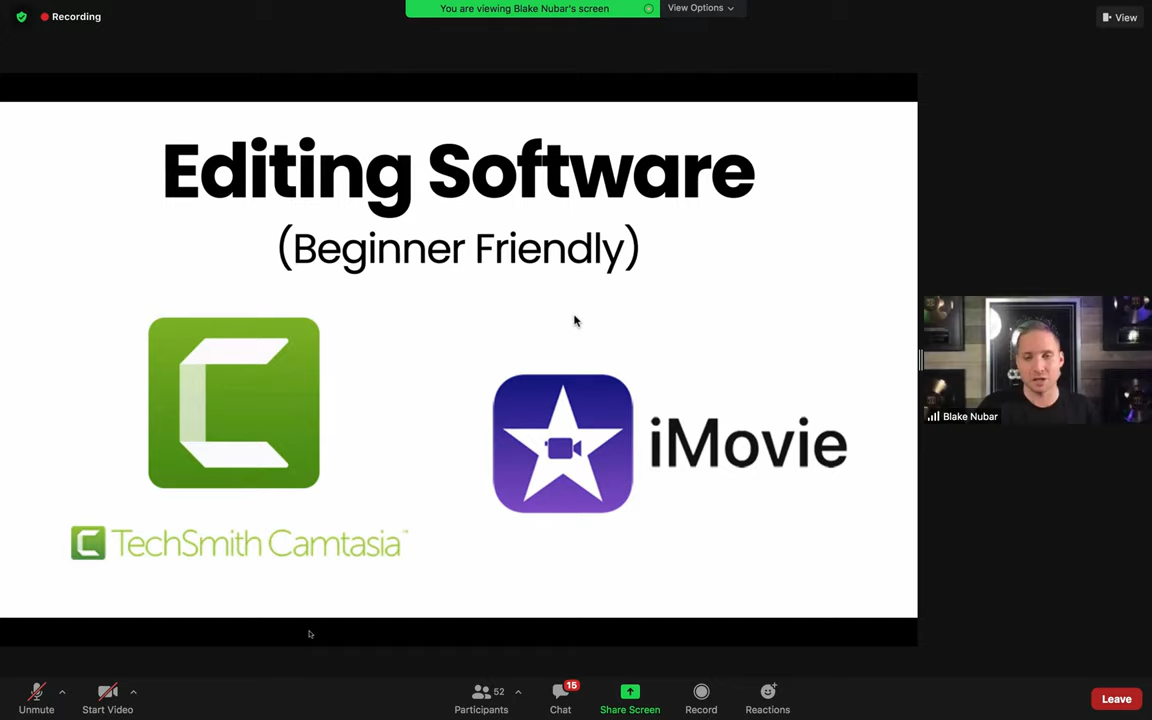 Recording
You are viewing Blake Nubar's screen
View Options
View
Editing Software
(Beginner Friendly)
iMovie
TechSmith Camtasia™
Blake Nubar
Unmute
Start Video
52
Participants
15
Chat
Share Screen
Record
Reactions
Leave